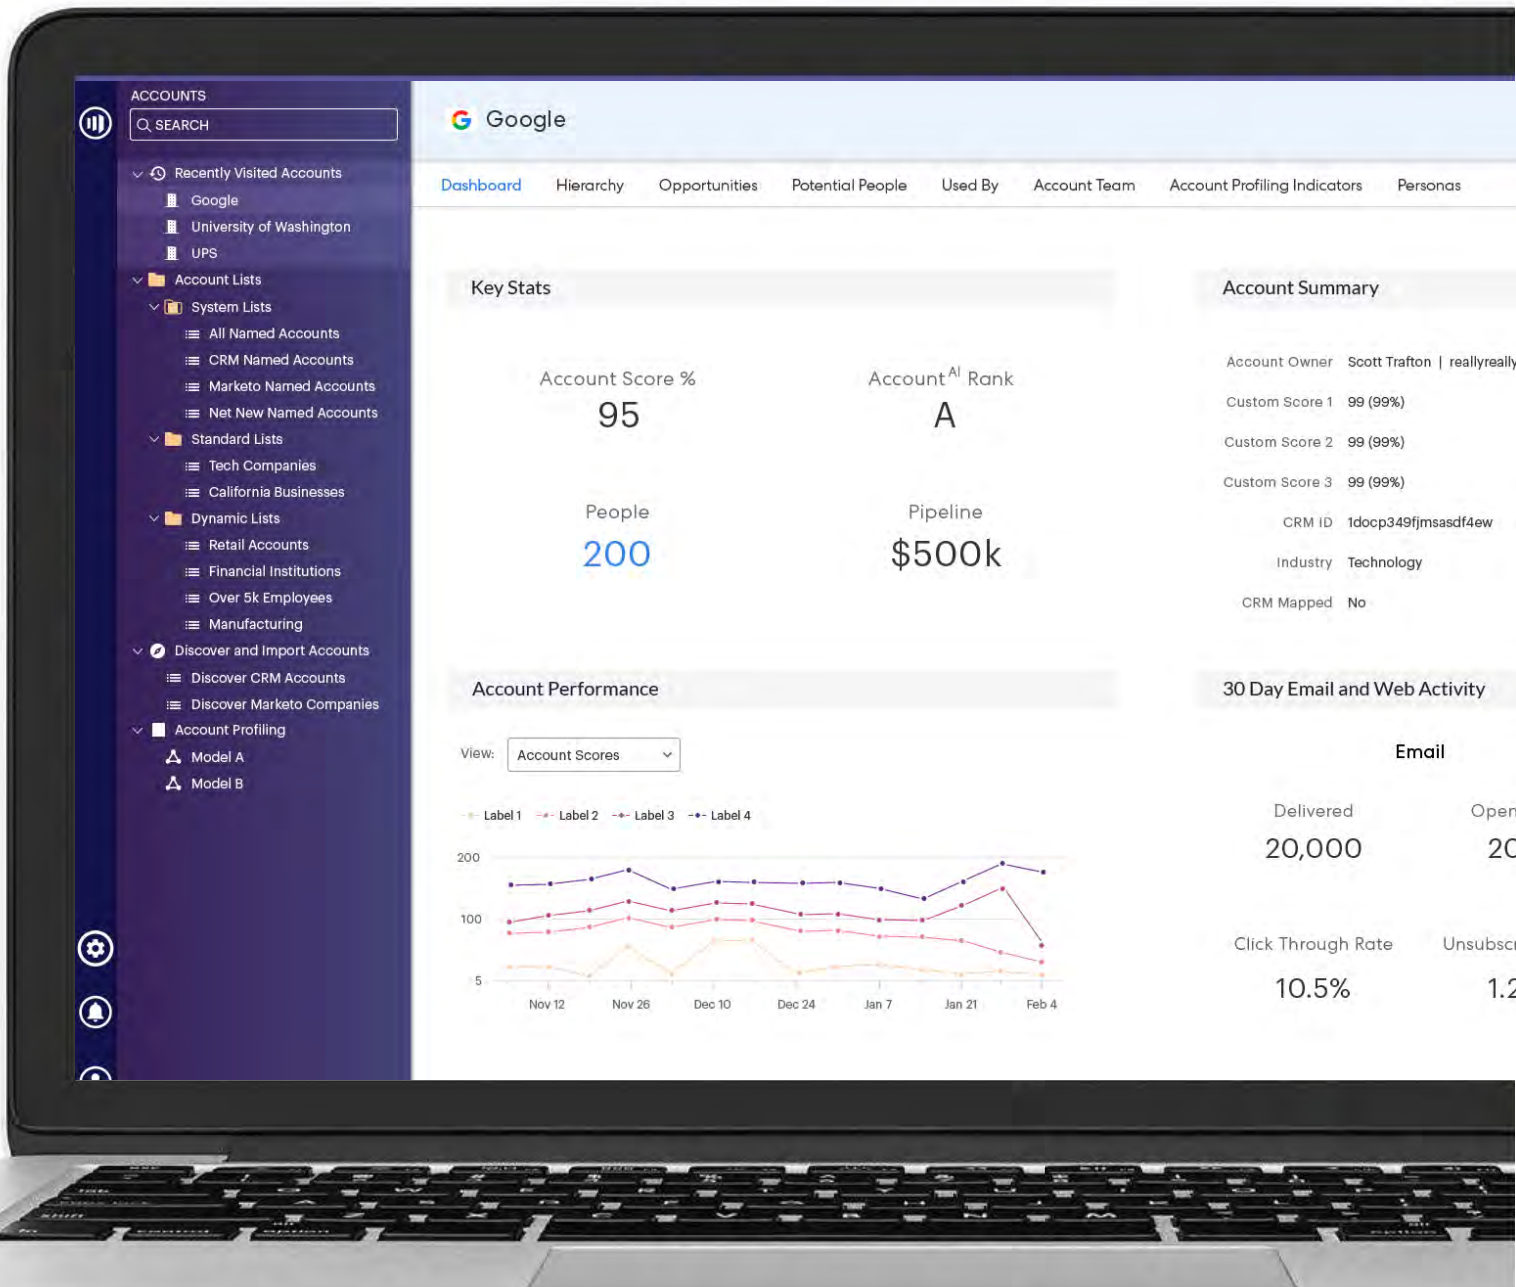 ACCOUNTS
SEARCH
Recently Visited Accounts
Google
University of Washington
UPS
Account Lists
System Lists
All Named Accounts
CRM Named Accounts
Marketo Named Accounts
Net New Named Accounts
Standard Lists
Tech Companies
California Businesses
Dynamic Lists
Retail Accounts
Financial Institutions
Over 5k Employees
Manufacturing
Discover and Import Accounts
Discover CRM Accounts
Discover Marketo Companies
Account Profiling
Model A
Model B
Google
Dashboard Hierarchy Opportunities Potential People Used By Account Team Account Profiling Indicators Personas
Key Stats
Account Score %
95
Account AI Rank
A
People
200
Pipeline
$500k
Account Summary
Account Owner Scott Trafton | reallyreally
Custom Score 1 99 (99%)
Custom Score 2 99 (99%)
Custom Score 3 99 (99%)
CRM ID 1docp349fjmsasdf4ew
Industry Technology
CRM Mapped No
Account Performance
View: Account Scores
Label 1 Label 2 Label 3 Label 4
200
100
5
Nov 12 Nov 26 Dec 10 Dec 24 Jan 7 Jan 21 Feb 4
30 Day Email and Web Activity
Email
Delivered
20,000
Open
20
Click Through Rate
10.5%
Unsubscr
1.2